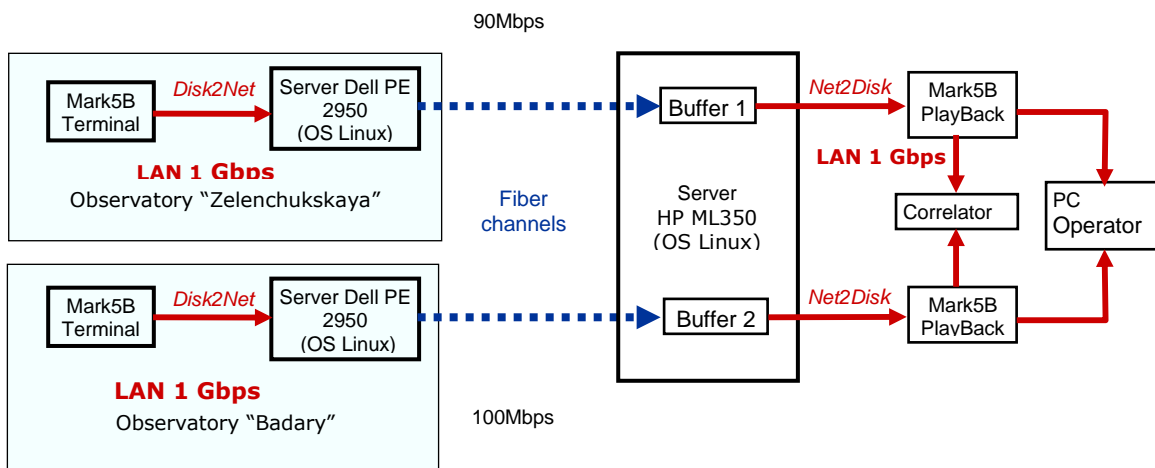 90Mbps
Mark5B
Terminal
Disk2Net
Server Dell PE
2950
(OS Linux)
LAN 1 Gbps
Observatory “Zelenchukskaya”
Fiber
channels
Buffer 1
Server
HP ML350
(OS Linux)
Buffer 2
Net2Disk
Mark5B
PlayBack
LAN 1 Gbps
Correlator
PC
Operator
Net2Disk
Mark5B
PlayBack
Mark5B
Terminal
Disk2Net
Server Dell PE
2950
(OS Linux)
LAN 1 Gbps
Observatory “Badary”
100Mbps